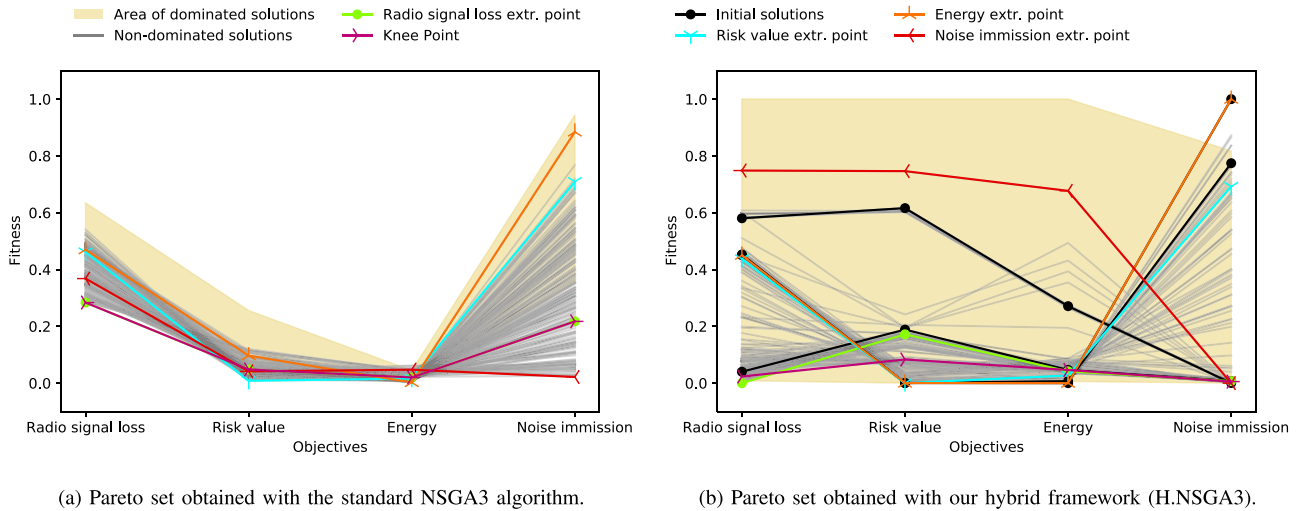 Area of dominated solutions
Non-dominated solutions
Radio signal loss extr. point
Knee Point
Initial solutions
Risk value extr. point
Energy extr. point
Noise immission extr. point
Fitness
1.0
0.8
0.6
0.4
0.2
0.0
Radio signal loss
Risk value
Energy
Noise immission
Objectives
Fitness
1.0
0.8
0.6
0.4
0.2
0.0
Radio signal loss
Risk value
Energy
Noise immission
Objectives
(a) Pareto set obtained with the standard NSGA3 algorithm.
(b) Pareto set obtained with our hybrid framework (H.NSGA3).